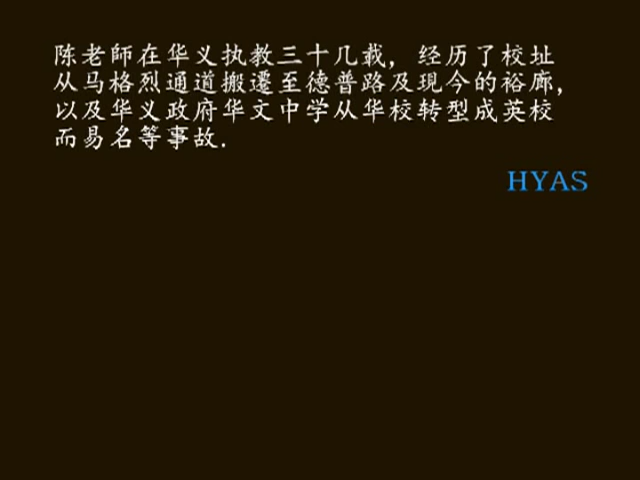 陈老師在华义执教三十几载，经历了校址
从马格烈通道搬遷至德普路及現今的裕廊，
以及华义政府华文中学从华校转型成英校
而易名等事故.
HYAS